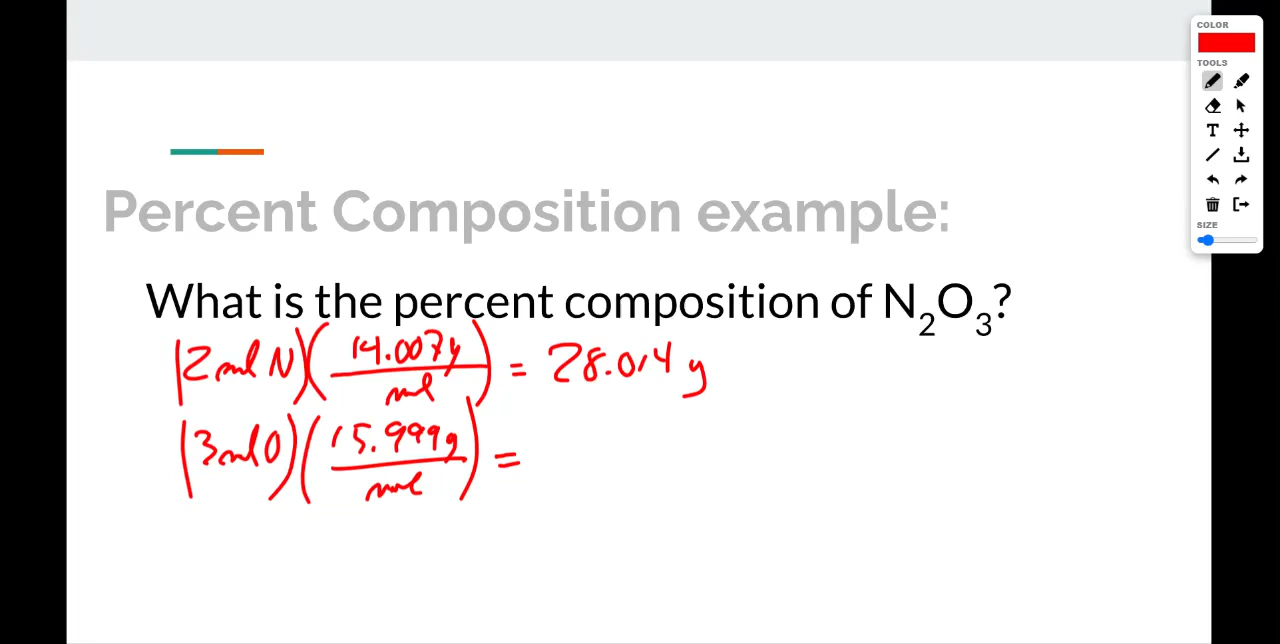 COLOR
TOOLS
T
SIZE
Percent Composition example:
What is the percent composition of N₂O₃?
(2 mol N) (14.007g / mol) = 28.014 g
(3 mol O) (15.999g / mol) =